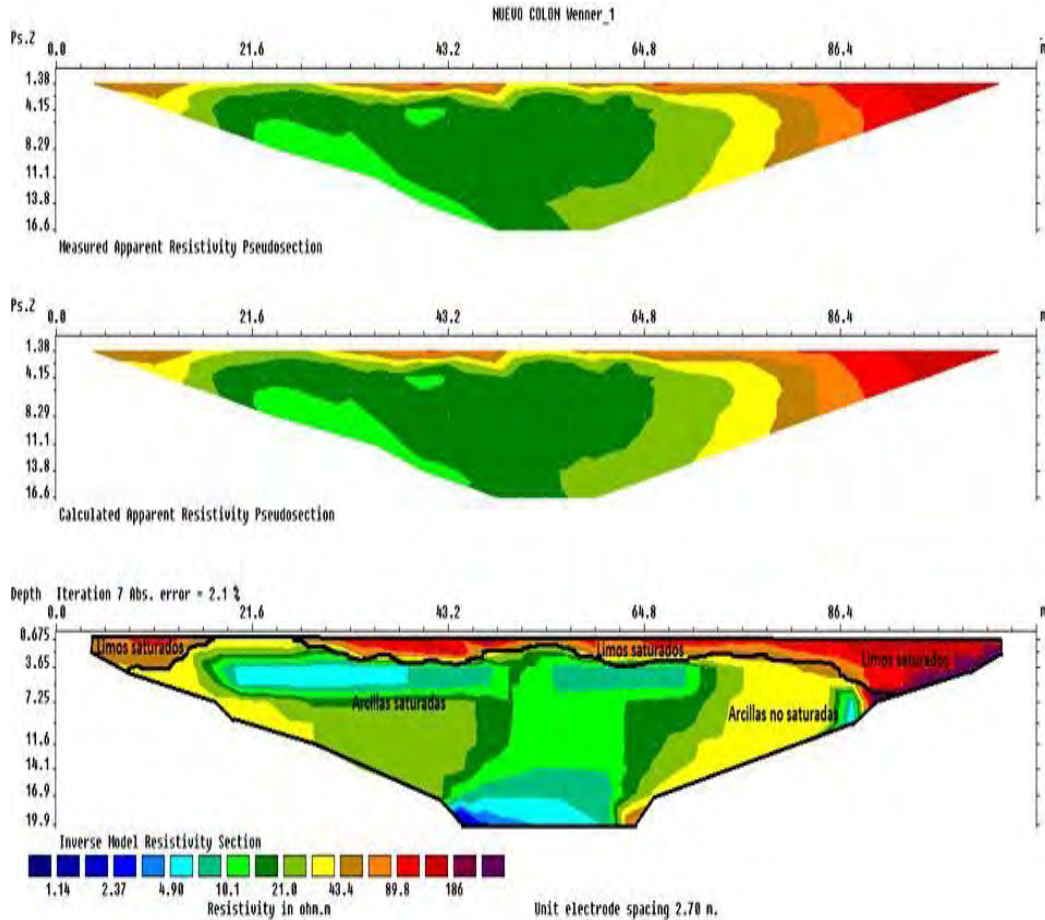 NUEVO COLON Wenner_1
Ps.Z 0.0 21.6 43.2 64.8 86.4 m
1.38
4.15
8.29
11.1
13.8
16.6
Measured Apparent Resistivity Pseudosection
Ps.Z 0.0 21.6 43.2 64.8 86.4 m
1.38
4.15
8.29
11.1
13.8
16.6
Calculated Apparent Resistivity Pseudosection
Depth Iteration 7 Abs. error = 2.1 %
0.0 21.6 43.2 64.8 86.4 m
0.675
3.65
7.25
11.6
14.1
16.9
19.9
Limos saturados
Limos saturados
Limos saturados
Arcillas saturadas
Arcillas no saturadas
Inverse Model Resistivity Section
1.14 2.37 4.90 10.1 21.0 43.4 89.8 186
Resistivity in ohm.m
Unit electrode spacing 2.70 m.